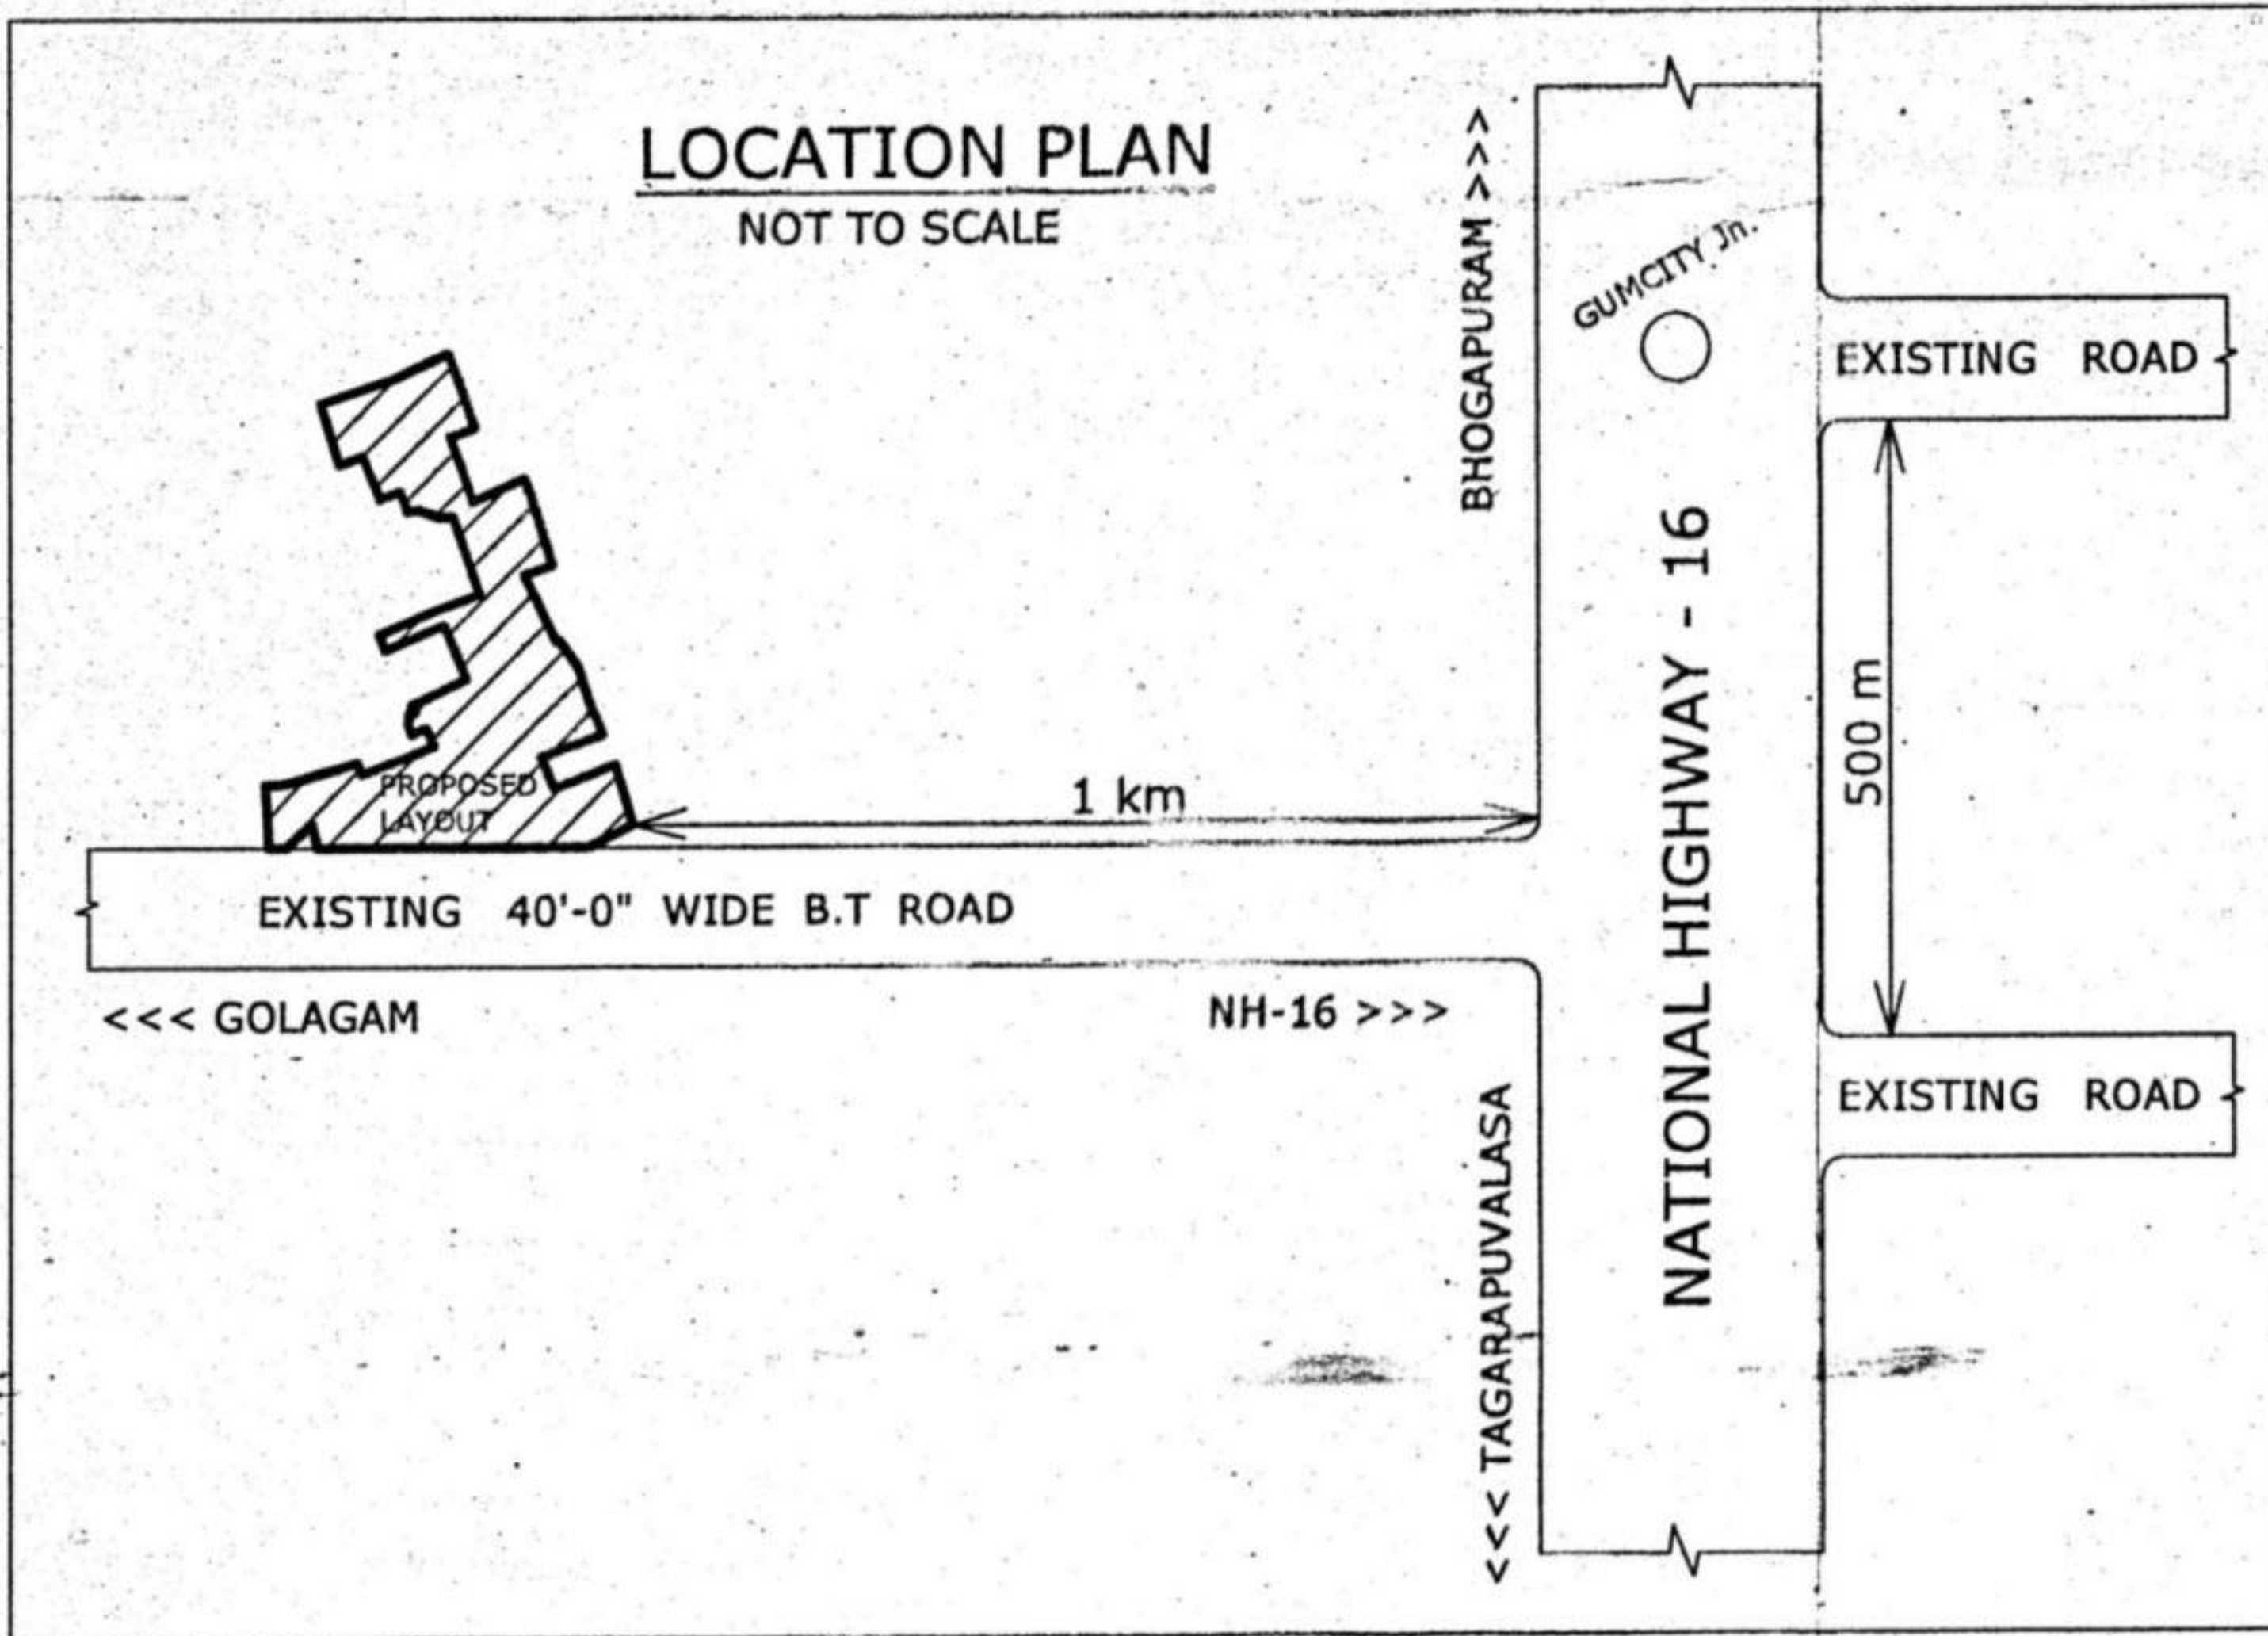 LOCATION PLAN
NOT TO SCALE
BHOGAPURAM >>>
GUMCITY Jn.
EXISTING ROAD
NATIONAL HIGHWAY - 16
500 m
1 km
PROPOSED
LAYOUT
EXISTING 40'-0" WIDE B.T ROAD
<<< GOLAGAM
NH-16 >>>
EXISTING ROAD
<<< TAGARAPUVALASA